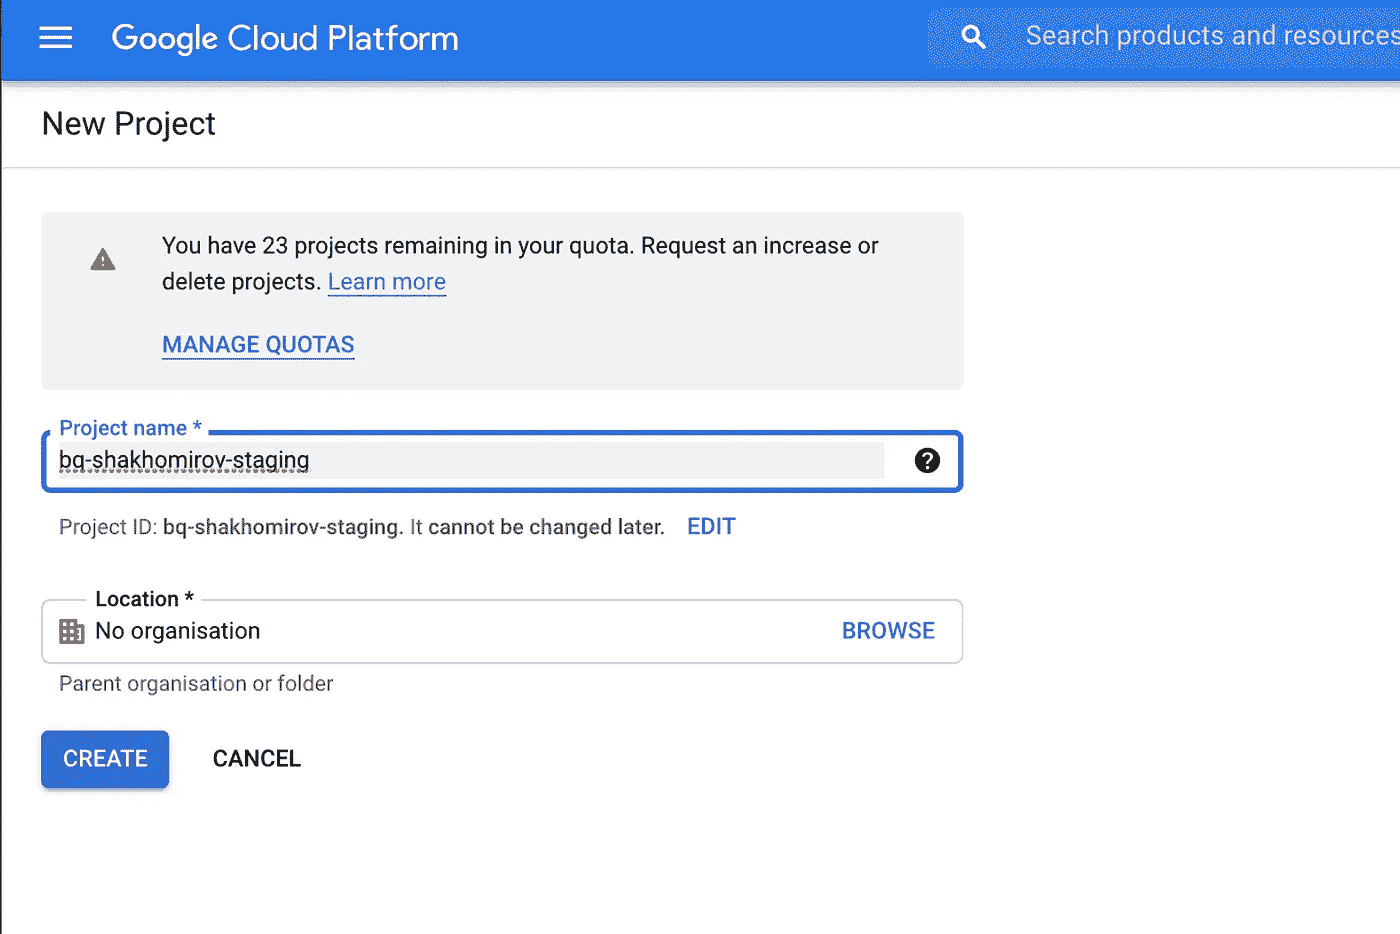 Google Cloud Platform
Search products and resources
New Project
You have 23 projects remaining in your quota. Request an increase or
delete projects. Learn more
MANAGE QUOTAS
Project name *
bq-shakhomirov-staging
Project ID: bq-shakhomirov-staging. It cannot be changed later. EDIT
Location *
No organisation BROWSE
Parent organisation or folder
CREATE CANCEL